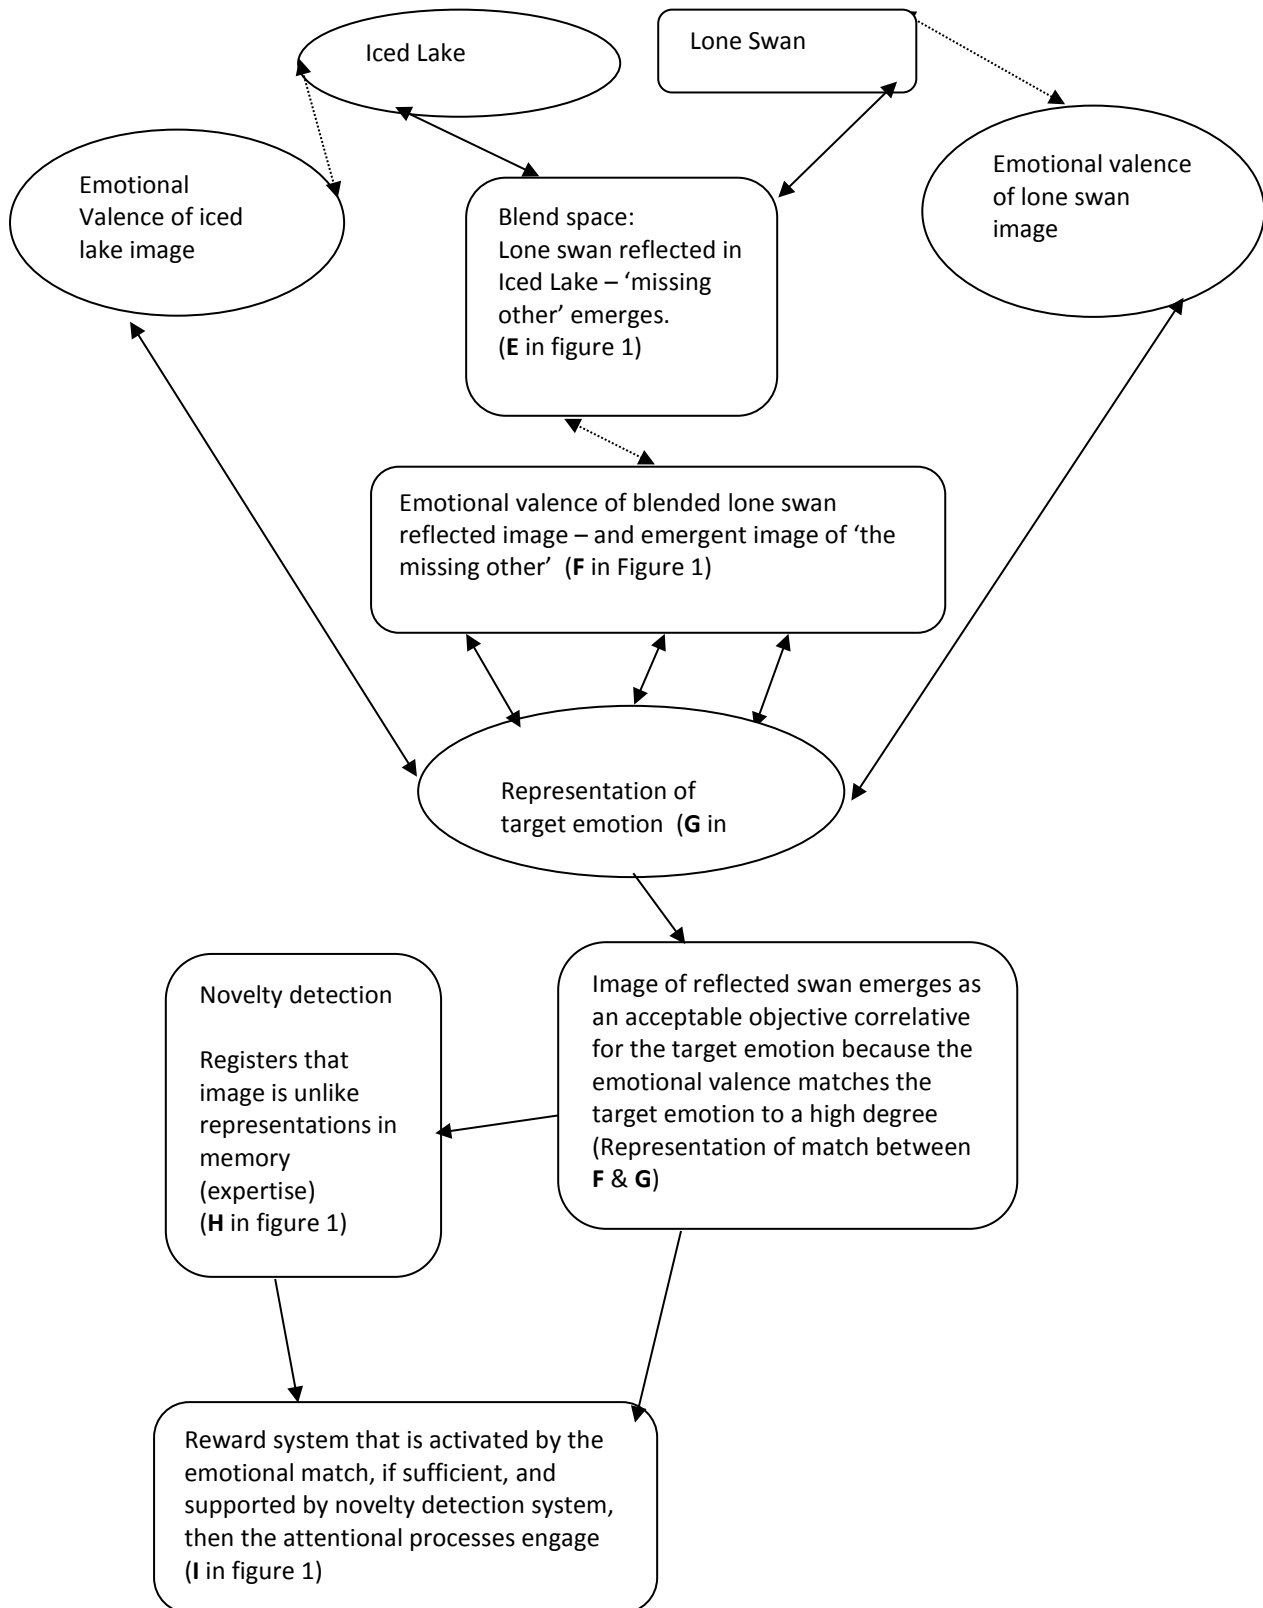 Iced Lake
Lone Swan
Emotional
Valence of iced
lake image
Blend space:
Lone swan reflected in
Iced Lake – ‘missing
other’ emerges.
(E in figure 1)
Emotional valence
of lone swan
image
Emotional valence of blended lone swan
reflected image – and emergent image of ‘the
missing other’ (F in Figure 1)
Representation of
target emotion (G in
Novelty detection
Registers that
image is unlike
representations in
memory
(expertise)
(H in figure 1)
Image of reflected swan emerges as
an acceptable objective correlative
for the target emotion because the
emotional valence matches the
target emotion to a high degree
(Representation of match between
F & G)
Reward system that is activated by the
emotional match, if sufficient, and
supported by novelty detection system,
then the attentional processes engage
(I in figure 1)